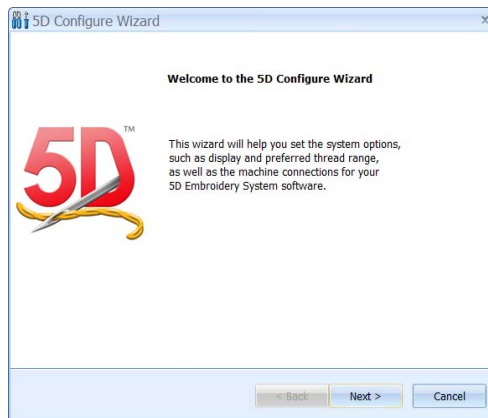 5D Configure Wizard
Welcome to the 5D Configure Wizard
5D™
This wizard will help you set the system options,
such as display and preferred thread range,
as well as the machine connections for your
5D Embroidery System software.
< Back
Next >
Cancel